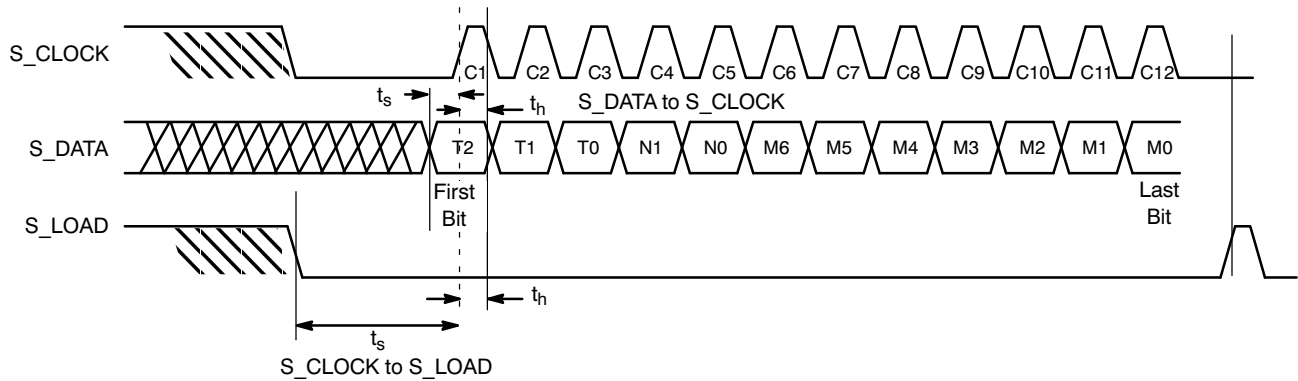 S_CLOCK
C1 C2 C3 C4 C5 C6 C7 C8 C9 C10 C11 C12
ts
S_DATA to S_CLOCK
th
S_DATA
T2 T1 T0 N1 N0 M6 M5 M4 M3 M2 M1 M0
First
Bit
Last
Bit
S_LOAD
th
ts
S_CLOCK to S_LOAD